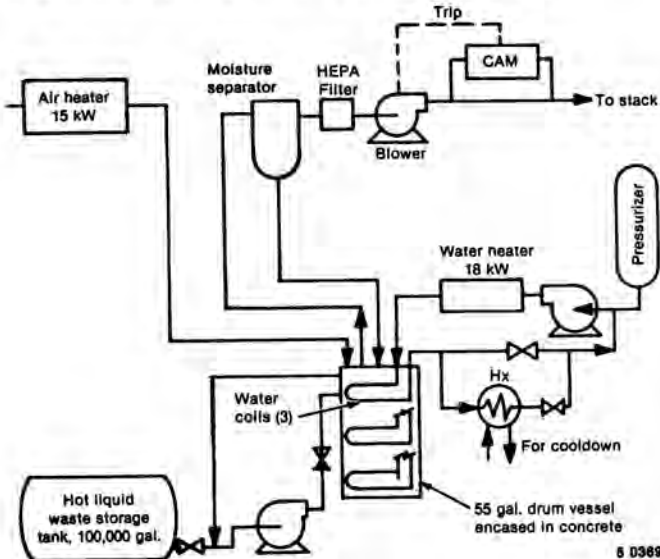 Trip
CAM
To stack
HEPA
Filter
Moisture
separator
Blower
Air heater
15 kW
Pressurizer
Water heater
18 kW
Water
coils (3)
Hx
For cooldown
Hot liquid
waste storage
tank, 100,000 gal.
55 gal. drum vessel
encased in concrete